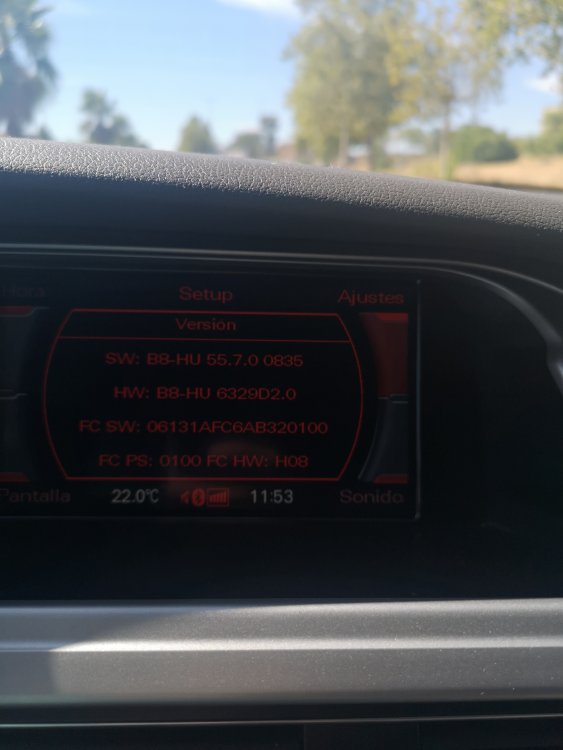 Hora Setup Ajustes
Versión
SW: B8-HU 55.7.0 0835
HW: B8-HU 6329D2.0
FC SW: 06131AFC6AB320100
FC PS: 0100 FC HW: H08
Pantalla 22.0°C 11:53 Sonido